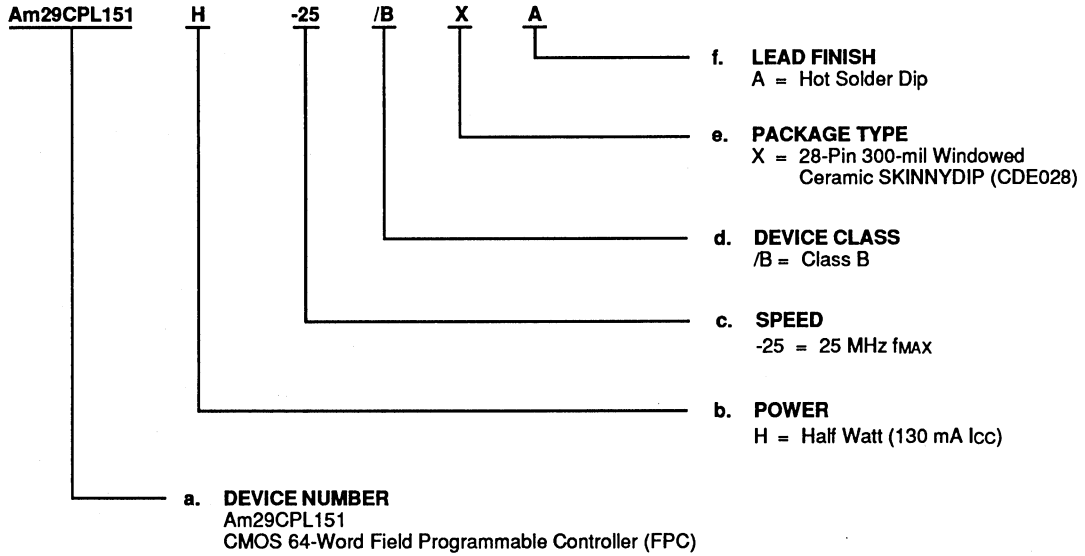 Am29CPL151 H -25 /B X A
f. LEAD FINISH
A = Hot Solder Dip
e. PACKAGE TYPE
X = 28-Pin 300-mil Windowed
Ceramic SKINNYDIP (CDE028)
d. DEVICE CLASS
/B = Class B
c. SPEED
-25 = 25 MHz fMAX
b. POWER
H = Half Watt (130 mA ICC)
a. DEVICE NUMBER
Am29CPL151
CMOS 64-Word Field Programmable Controller (FPC)